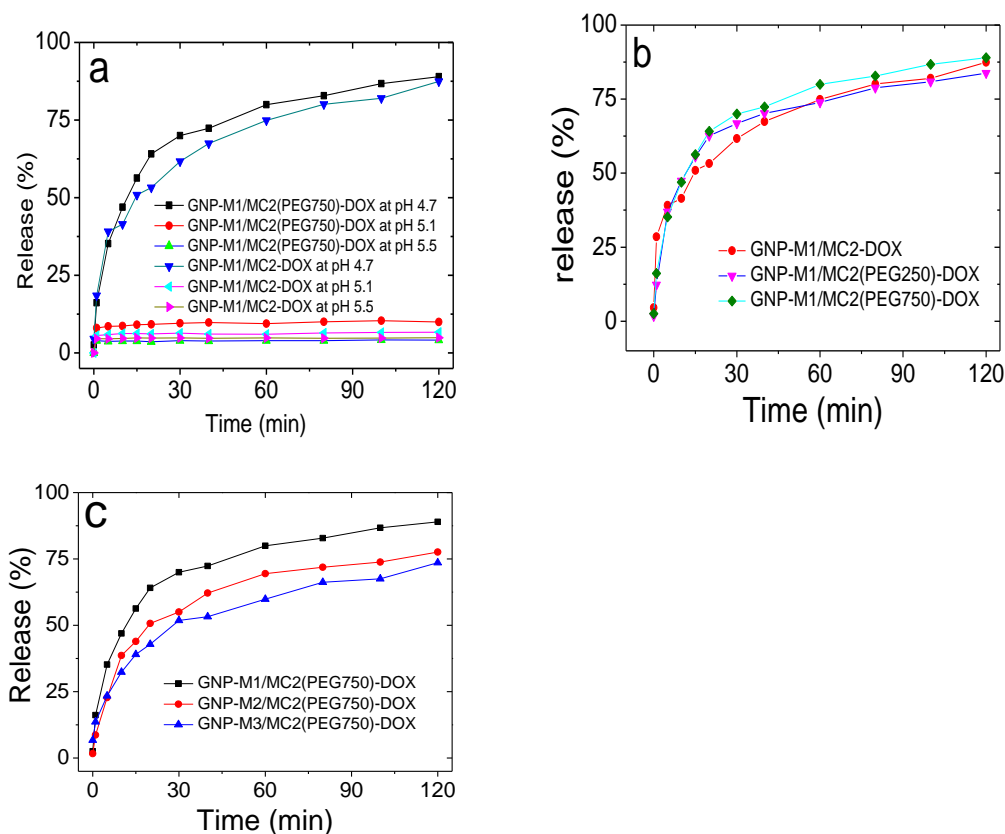 a
100
75
50
25
0
Release (%)
GNP-M1/MC2(PEG750)-DOX at pH 4.7
GNP-M1/MC2(PEG750)-DOX at pH 5.1
GNP-M1/MC2(PEG750)-DOX at pH 5.5
GNP-M1/MC2-DOX at pH 4.7
GNP-M1/MC2-DOX at pH 5.1
GNP-M1/MC2-DOX at pH 5.5
0 30 60 90 120
Time (min)
b
100
75
50
25
0
release (%)
GNP-M1/MC2-DOX
GNP-M1/MC2(PEG250)-DOX
GNP-M1/MC2(PEG750)-DOX
0 30 60 90 120
Time (min)
c
100
75
50
25
0
Release (%)
GNP-M1/MC2(PEG750)-DOX
GNP-M2/MC2(PEG750)-DOX
GNP-M3/MC2(PEG750)-DOX
0 30 60 90 120
Time (min)